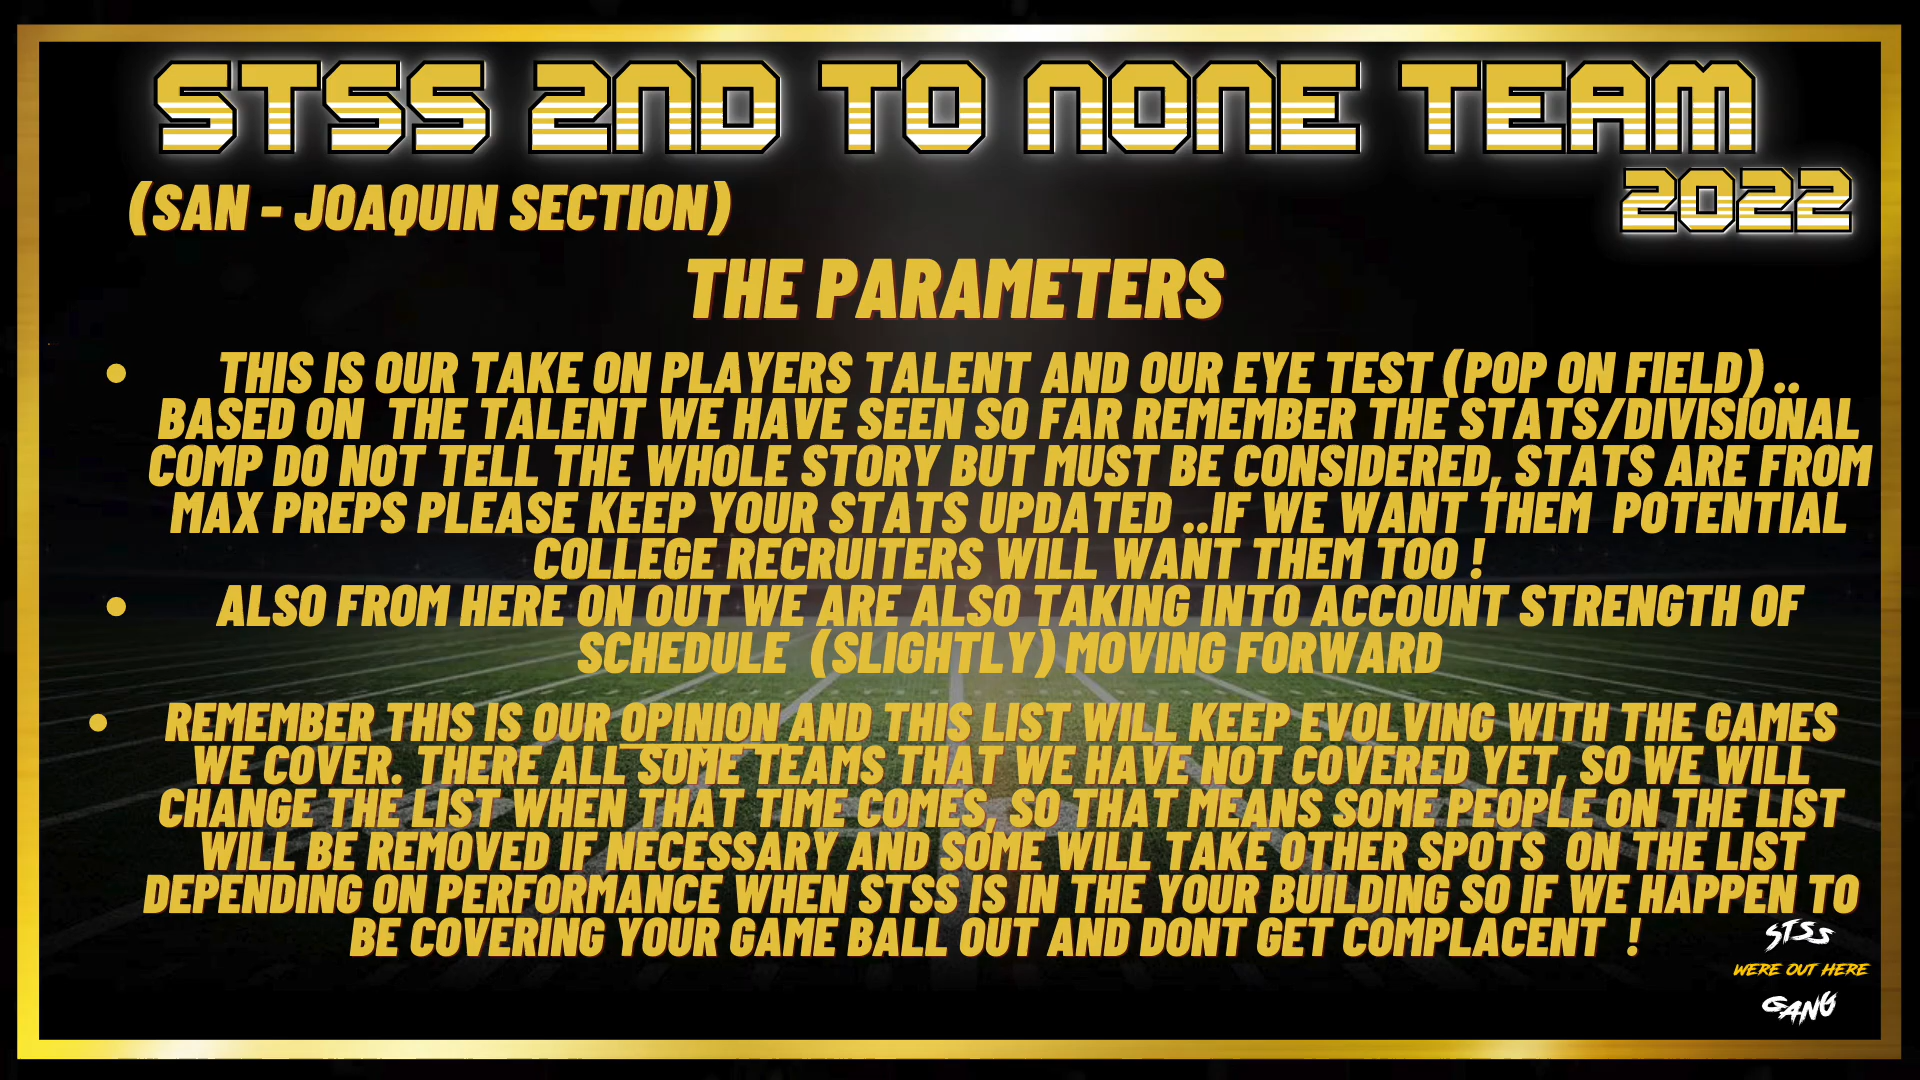 STSS 2ND TO NONE TEAM
2022
(SAN - JOAQUIN SECTION)
THE PARAMETERS
• THIS IS OUR TAKE ON PLAYERS TALENT AND OUR EYE TEST (POP ON FIELD) ..
BASED ON THE TALENT WE HAVE SEEN SO FAR REMEMBER THE STATS/DIVISIONAL
COMP DO NOT TELL THE WHOLE STORY BUT MUST BE CONSIDERED, STATS ARE FROM
MAX PREPS PLEASE KEEP YOUR STATS UPDATED ..IF WE WANT THEM POTENTIAL
COLLEGE RECRUITERS WILL WANT THEM TOO !
• ALSO FROM HERE ON OUT WE ARE ALSO TAKING INTO ACCOUNT STRENGTH OF
SCHEDULE (SLIGHTLY) MOVING FORWARD
• REMEMBER THIS IS OUR OPINION AND THIS LIST WILL KEEP EVOLVING WITH THE GAMES
WE COVER. THERE ALL SOME TEAMS THAT WE HAVE NOT COVERED YET, SO WE WILL
CHANGE THE LIST WHEN THAT TIME COMES, SO THAT MEANS SOME PEOPLE ON THE LIST
WILL BE REMOVED IF NECESSARY AND SOME WILL TAKE OTHER SPOTS ON THE LIST
DEPENDING ON PERFORMANCE WHEN STSS IS IN THE YOUR BUILDING SO IF WE HAPPEN TO
BE COVERING YOUR GAME BALL OUT AND DONT GET COMPLACENT !
STSS
WERE OUT HERE
GANG